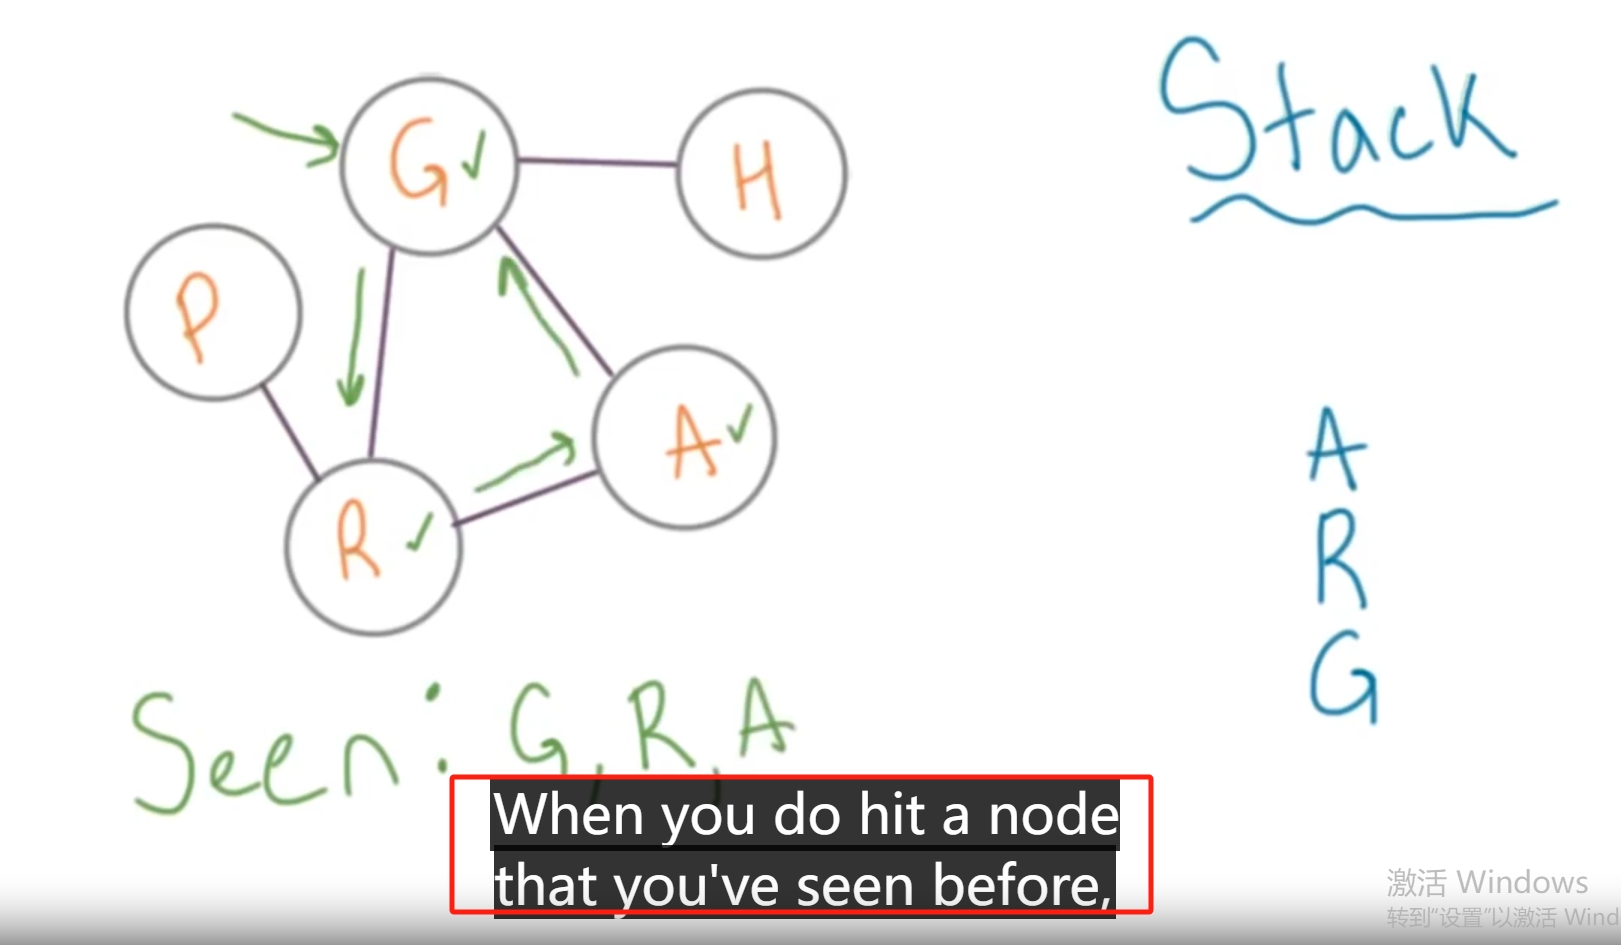 Stack
G✓
H
P
A✓
R✓
A
R
G
Seen: G, R, A
When you do hit a node
that you've seen before,
激活 Windows
转到"设置"以激活 Wind